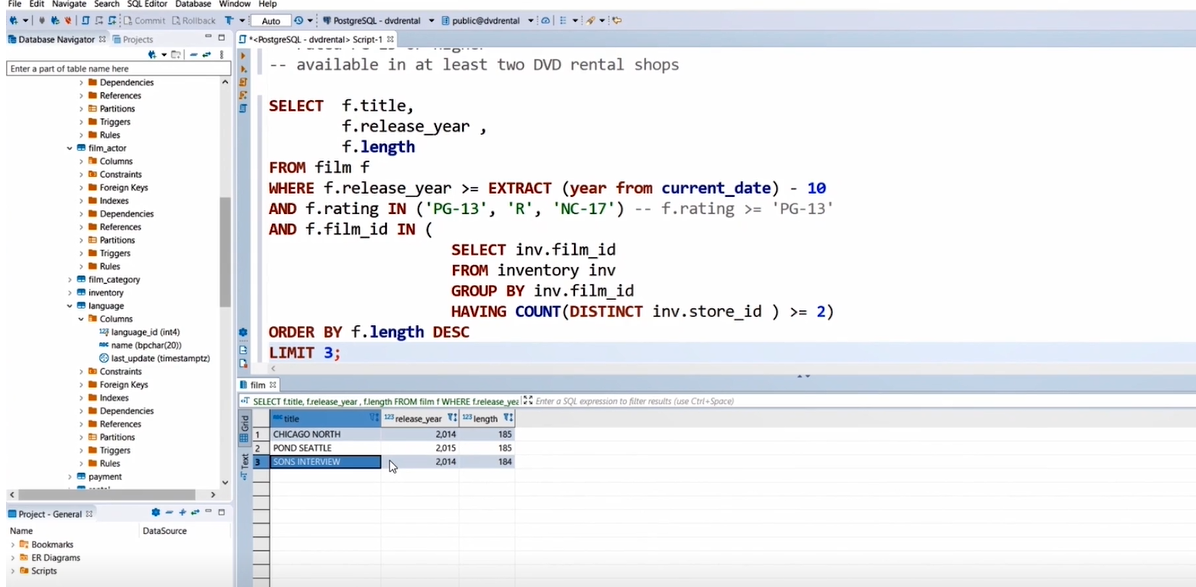 File Edit Navigate Search SQL Editor Database Window Help
Commit Rollback Auto PostgreSQL - dvdrental public@dvdrental
Database Navigator Projects
Enter a part of table name here
Dependencies
References
Partitions
Triggers
Rules
film_actor
Columns
Constraints
Foreign Keys
Indexes
Dependencies
References
Partitions
Triggers
Rules
film_category
inventory
language
Columns
language_id (int4)
name (bpchar(20))
last_update (timestamptz)
Constraints
Foreign Keys
Indexes
Dependencies
References
Partitions
Triggers
Rules
payment
Project - General
Name DataSource
Bookmarks
ER Diagrams
Scripts
*<PostgreSQL - dvdrental> Script-1
-- available in at least two DVD rental shops
SELECT f.title,
f.release_year ,
f.length
FROM film f
WHERE f.release_year >= EXTRACT (year from current_date) - 10
AND f.rating IN ('PG-13', 'R', 'NC-17') -- f.rating >= 'PG-13'
AND f.film_id IN (
SELECT inv.film_id
FROM inventory inv
GROUP BY inv.film_id
HAVING COUNT(DISTINCT inv.store_id ) >= 2)
ORDER BY f.length DESC
LIMIT 3;
film
SELECT f.title, f.release_year , f.length FROM film f WHERE f.release_yea Enter a SQL expression to filter results (use Ctrl+Space)
Grid
Text
ABC title 123 release_year 123 length
1 CHICAGO NORTH 2,014 185
2 POND SEATTLE 2,015 185
3 SONS INTERVIEW 2,014 184